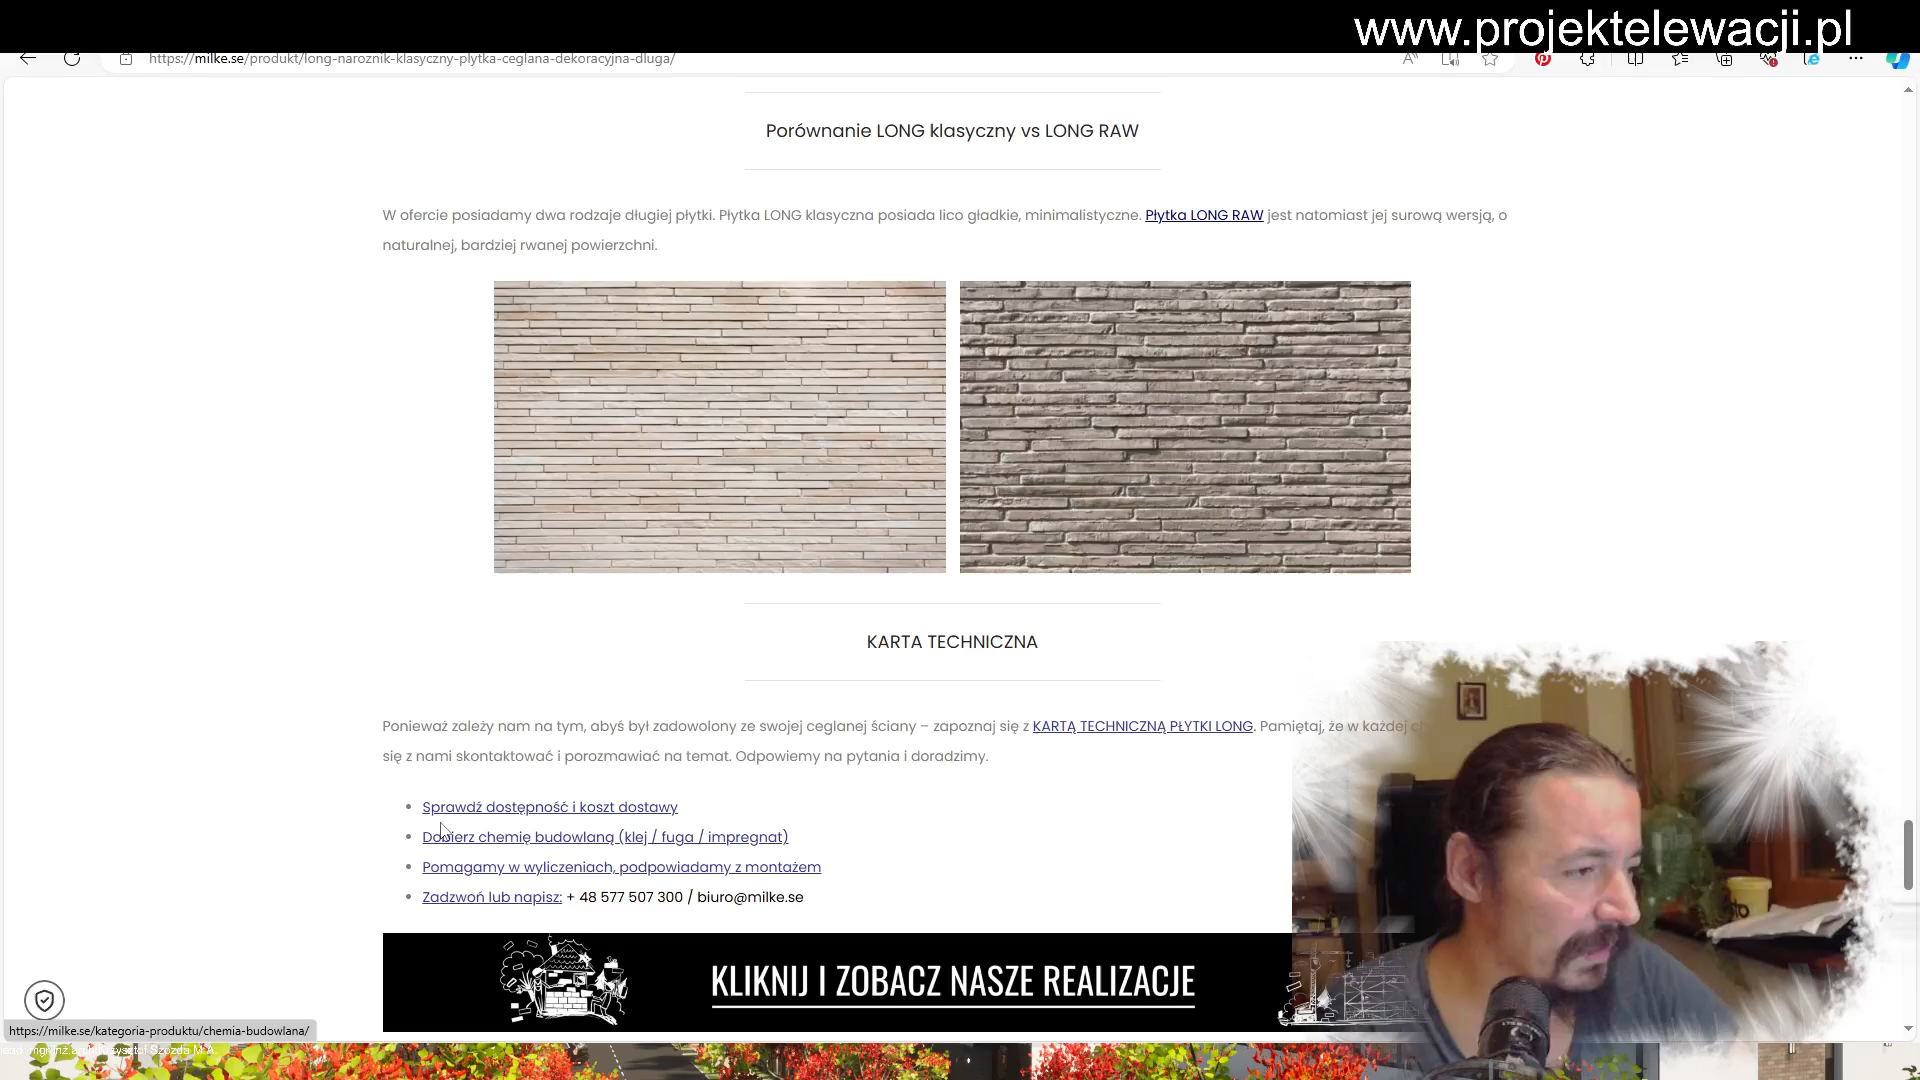 www.projektelewacji.pl
https://milke.se/produkt/long-naroznik-klasyczny-plytka-ceglana-dekoracyjna-dluga/
Porównanie LONG klasyczny vs LONG RAW
W ofercie posiadamy dwa rodzaje długiej płytki. Płytka LONG klasyczna posiada lico gładkie, minimalistyczne. Płytka LONG RAW jest natomiast jej surową wersją, o
naturalnej, bardziej rwanej powierzchni.
KARTA TECHNICZNA
Ponieważ zależy nam na tym, abyś był zadowolony ze swojej ceglanej ściany – zapoznaj się z KARTĄ TECHNICZNĄ PŁYTKI LONG. Pamiętaj, że w każdej
się z nami skontaktować i porozmawiać na temat. Odpowiemy na pytania i doradzimy.
Sprawdź dostępność i koszt dostawy
Dobierz chemię budowlaną (klej / fuga / impregnat)
Pomagamy w wyliczeniach, podpowiadamy z montażem
Zadzwoń lub napisz: + 48 577 507 300 / biuro@milke.se
KLIKNIJ I ZOBACZ NASZE REALIZACJE
https://milke.se/kategoria-produktu/chemia-budowlana/